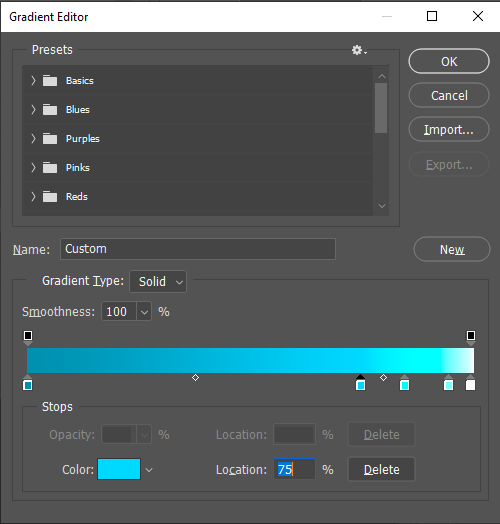 Gradient Editor
Presets
OK
Basics
Cancel
Blues
Purples
Import...
Pinks
Export...
Reds
Name: Custom
New
Gradient Type: Solid
Smoothness: 100 %
Stops
Opacity: % Location: % Delete
Color: Location: 75 % Delete